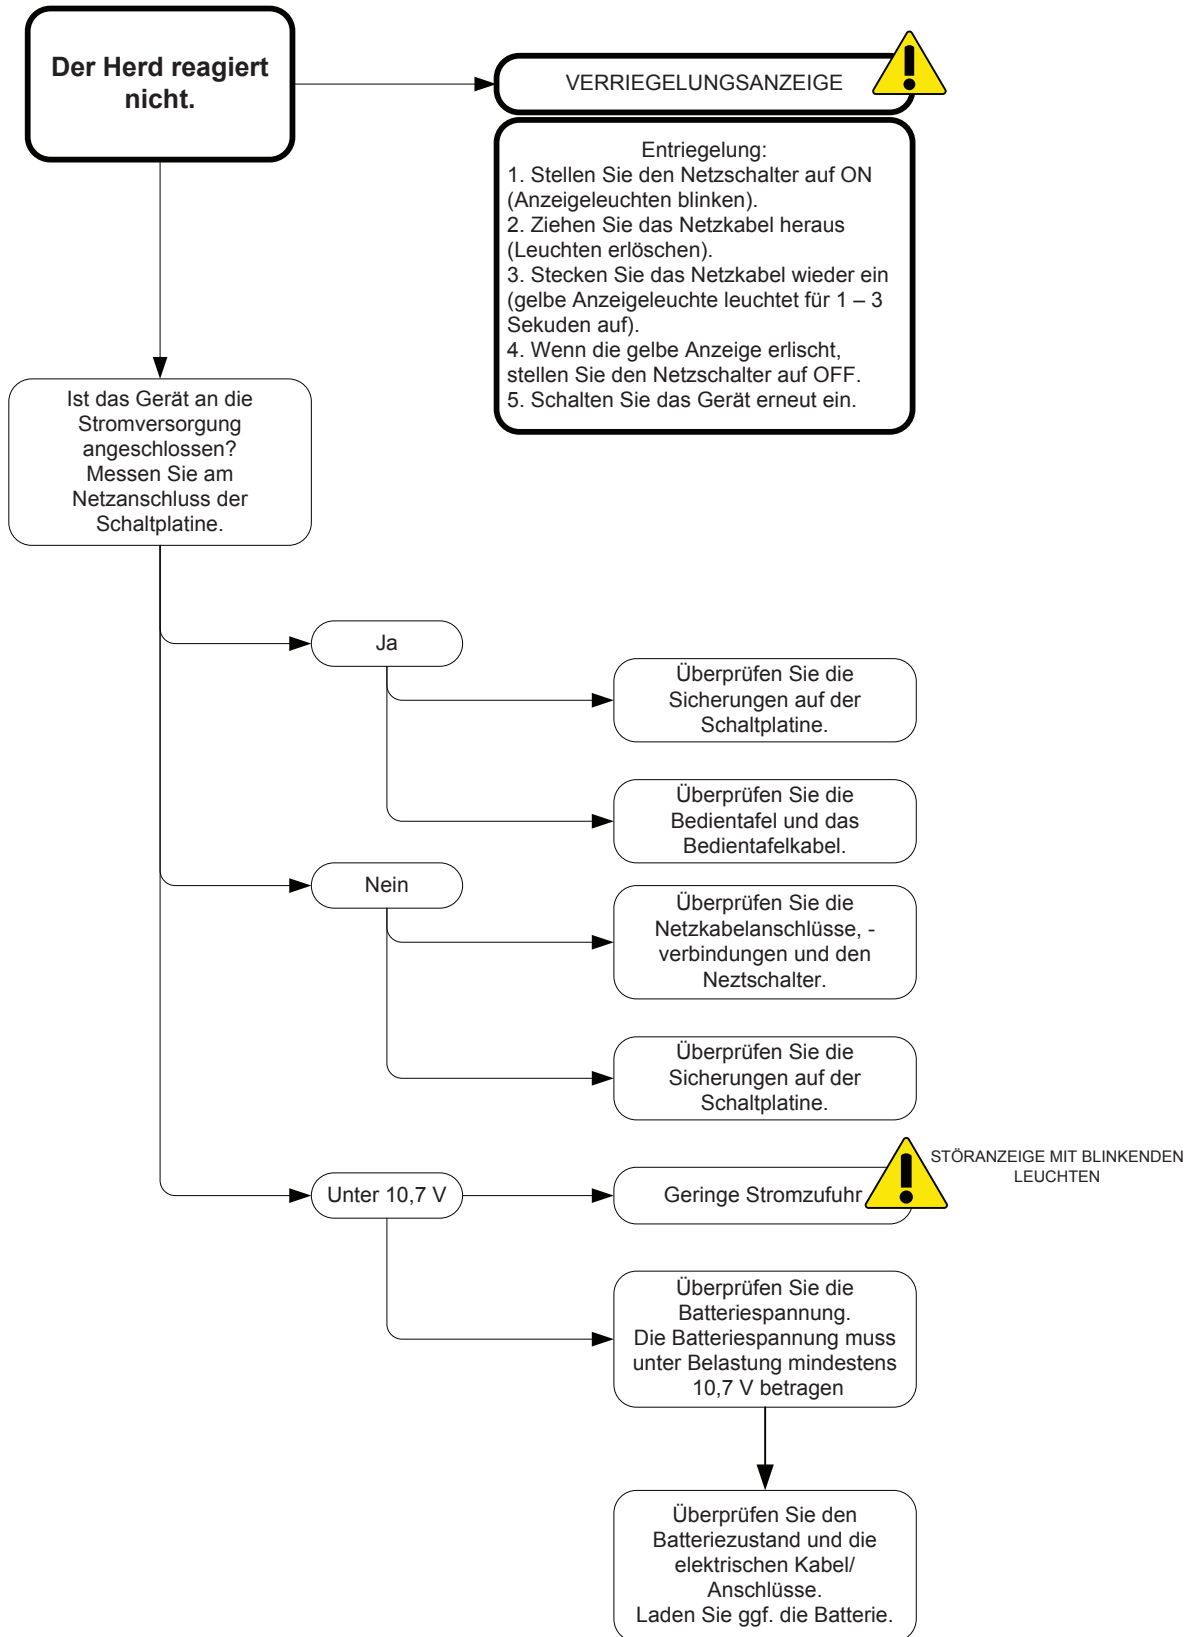 Der Herd reagiert
nicht.
VERRIEGELUNGSANZEIGE
Entriegelung:
1. Stellen Sie den Netzschalter auf ON
(Anzeigeleuchten blinken).
2. Ziehen Sie das Netzkabel heraus
(Leuchten erlöschen).
3. Stecken Sie das Netzkabel wieder ein
(gelbe Anzeigeleuchte leuchtet für 1 – 3
Sekuden auf).
4. Wenn die gelbe Anzeige erlischt,
stellen Sie den Netzschalter auf OFF.
5. Schalten Sie das Gerät erneut ein.
Ist das Gerät an die
Stromversorgung
angeschlossen?
Messen Sie am
Netzanschluss der
Schaltplatine.
Ja
Überprüfen Sie die
Sicherungen auf der
Schaltplatine.
Überprüfen Sie die
Bedientafel und das
Bedientafelkabel.
Nein
Überprüfen Sie die
Netzkabelanschlüsse, -
verbindungen und den
Neztschalter.
Überprüfen Sie die
Sicherungen auf der
Schaltplatine.
Unter 10,7 V
Geringe Stromzufuhr
STÖRANZEIGE MIT BLINKENDEN
LEUCHTEN
Überprüfen Sie die
Batteriespannung.
Die Batteriespannung muss
unter Belastung mindestens
10,7 V betragen
Überprüfen Sie den
Batteriezustand und die
elektrischen Kabel/
Anschlüsse.
Laden Sie ggf. die Batterie.